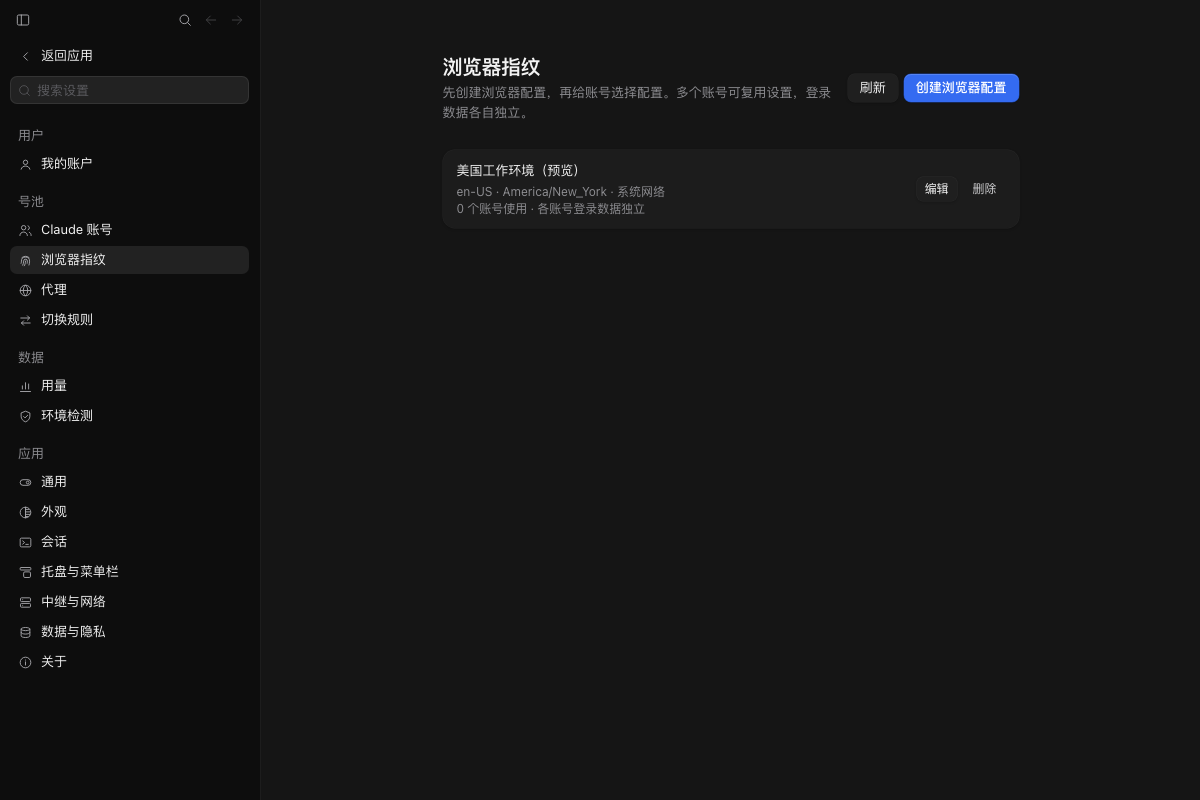 返回应用
搜索设置
用户
我的账户
号池
Claude 账号
浏览器指纹
代理
切换规则
数据
用量
环境检测
应用
通用
外观
会话
托盘与菜单栏
中继与网络
数据与隐私
关于
浏览器指纹
先创建浏览器配置，再给账号选择配置。多个账号可复用设置，登录
数据各自独立。
刷新
创建浏览器配置
美国工作环境（预览）
en-US · America/New_York · 系统网络
0 个账号使用 · 各账号登录数据独立
编辑
删除